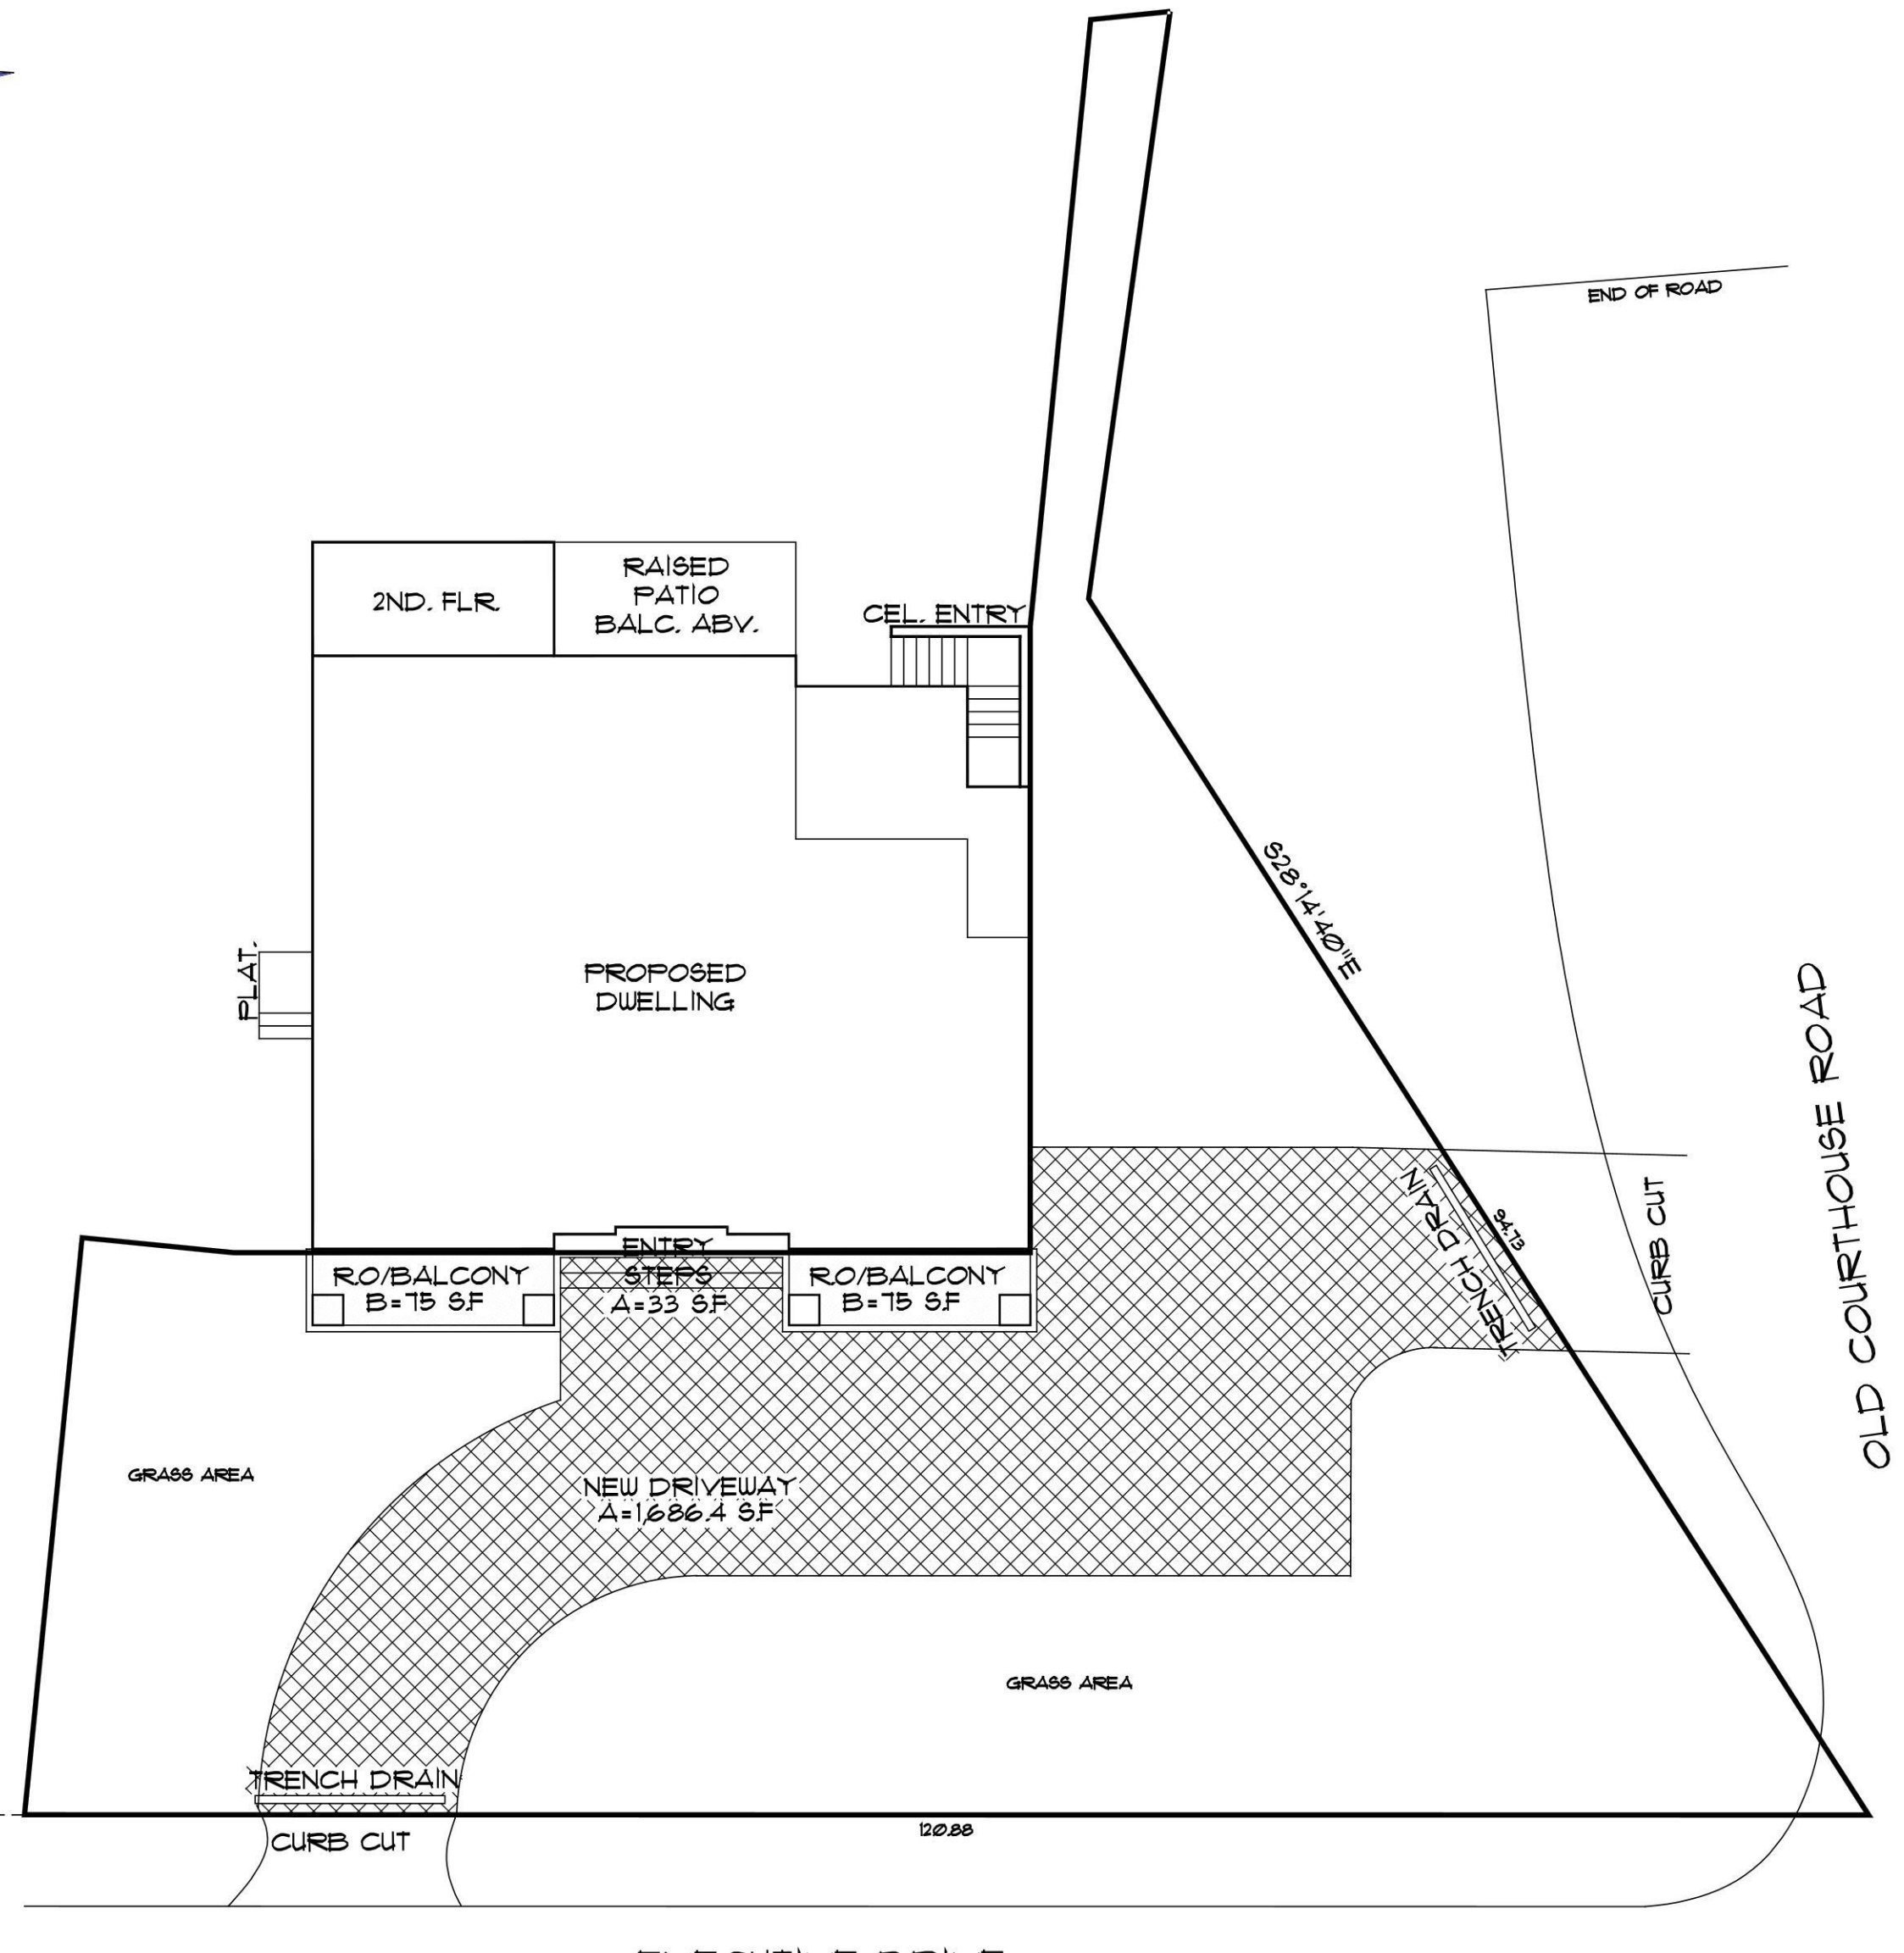 END OF ROAD
RAISED
PATIO
BALC. ABV.
2ND. FLR.
CEL. ENTRY
S28°14'40"E
PLAT.
PROPOSED
DWELLING
OLD COURTHOUSE ROAD
TRENCH DRAIN
94.73
CURB CUT
ENTRY
STEPS
A=33 S.F
R.O/BALCONY
B=75 S.F
R.O/BALCONY
B=75 S.F
GRASS AREA
NEW DRIVEWAY
A=1,686.4 S.F
GRASS AREA
TRENCH DRAIN
CURB CUT
120.88